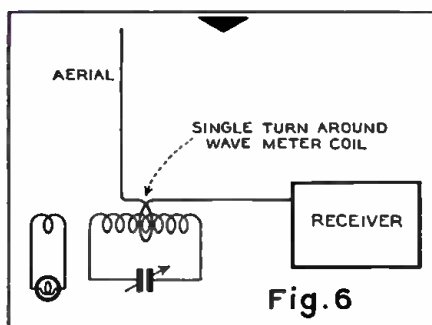 AERIAL
SINGLE TURN AROUND
WAVE METER COIL
RECEIVER
Fig. 6